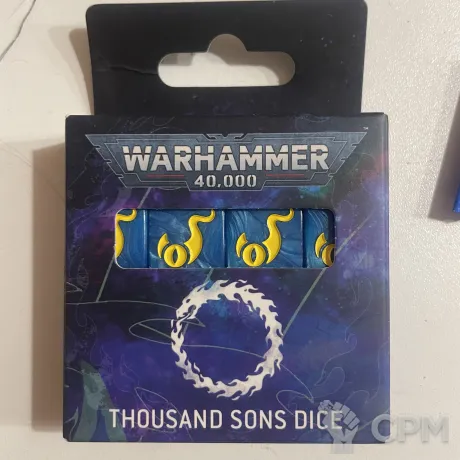 WARHAMMER
40,000
THOUSAND SONS DICE
CPM